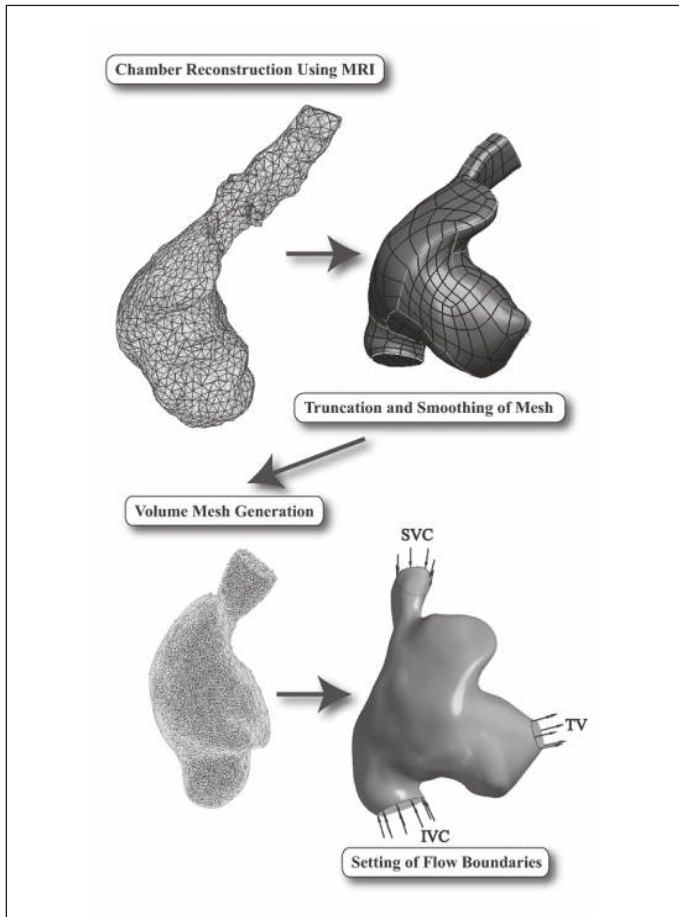 Chamber Reconstruction Using MRI
Truncation and Smoothing of Mesh
Volume Mesh Generation
SVC
TV
IVC
Setting of Flow Boundaries